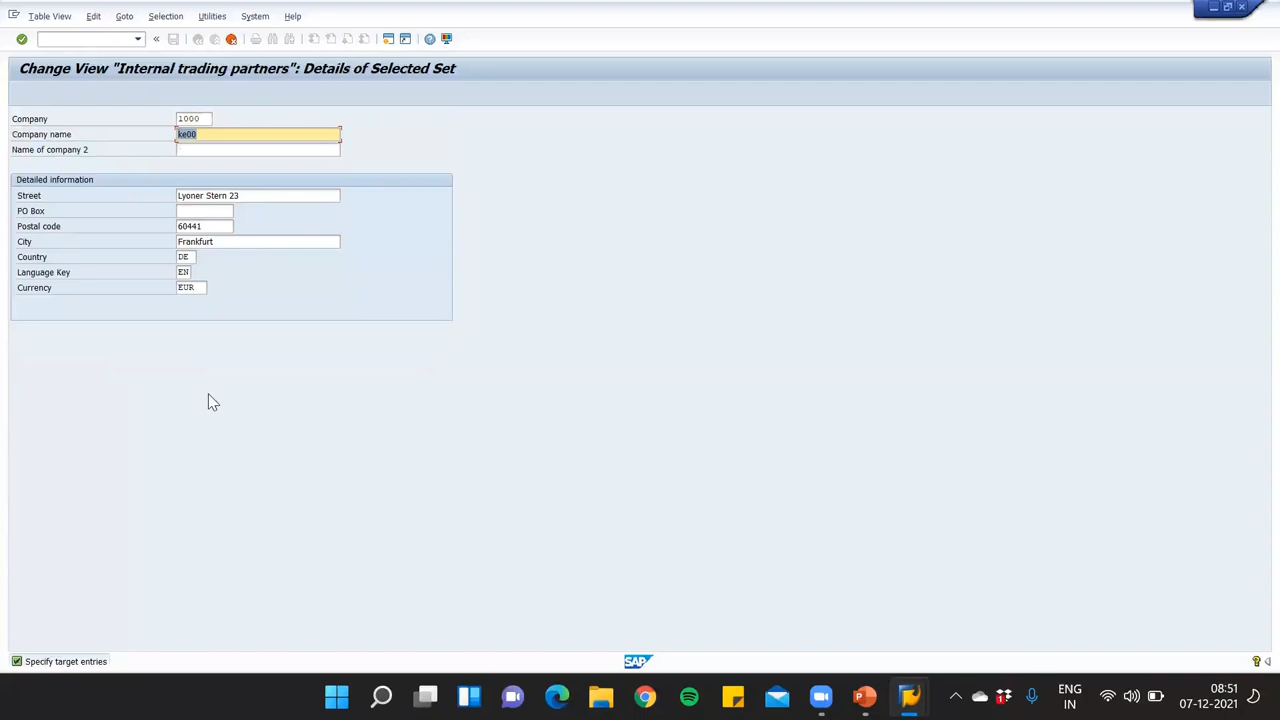 Table View Edit Goto Selection Utilities System Help
Change View "Internal trading partners": Details of Selected Set
Company 1000
Company name ke00
Name of company 2
Detailed information
Street Lyoner Stern 23
PO Box
Postal code 60441
City Frankfurt
Country DE
Language Key EN
Currency EUR
Specify target entries SAP
ENG 08:51
IN 07-12-2021